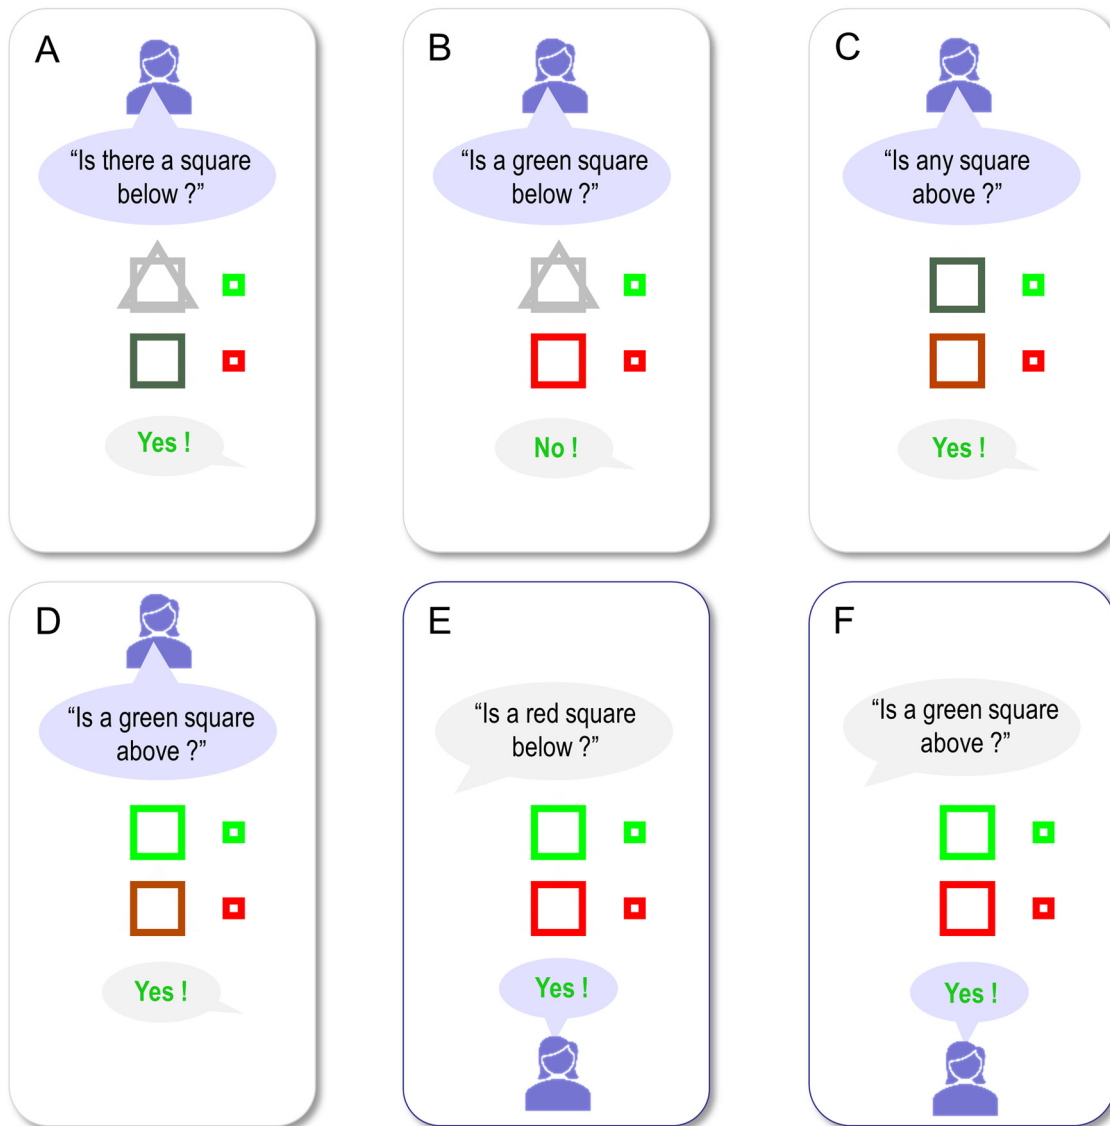 A
“Is there a square
below ?”
Yes !
B
“Is a green square
below ?”
No !
C
“Is any square
above ?”
Yes !
D
“Is a green square
above ?”
Yes !
E
“Is a red square
below ?”
Yes !
F
“Is a green square
above ?”
Yes !